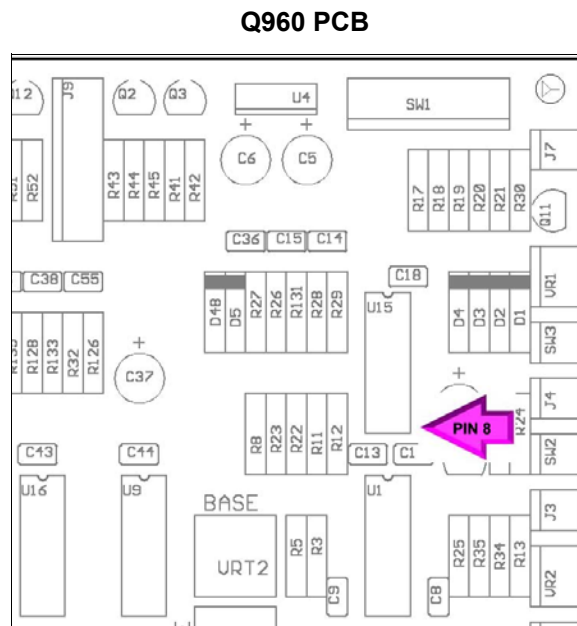 Q960 PCB
J9
Q2
Q3
U4
SW1
C6
C5
J7
R52
R43
R44
R45
R41
R42
R17
R18
R19
R20
R21
R30
Q11
C36
C15
C14
C38
C55
C18
VR1
D4B
D5
R27
R26
R131
R28
R29
U15
D4
D3
D2
D1
SW3
R128
R133
R32
R126
C37
J4
R8
R23
R22
R11
R12
PIN 8
R24
SW2
C43
C44
C13
C1
U16
U9
U1
BASE
URT2
R5
R3
J3
R25
R35
R34
R13
VR2
C9
C8